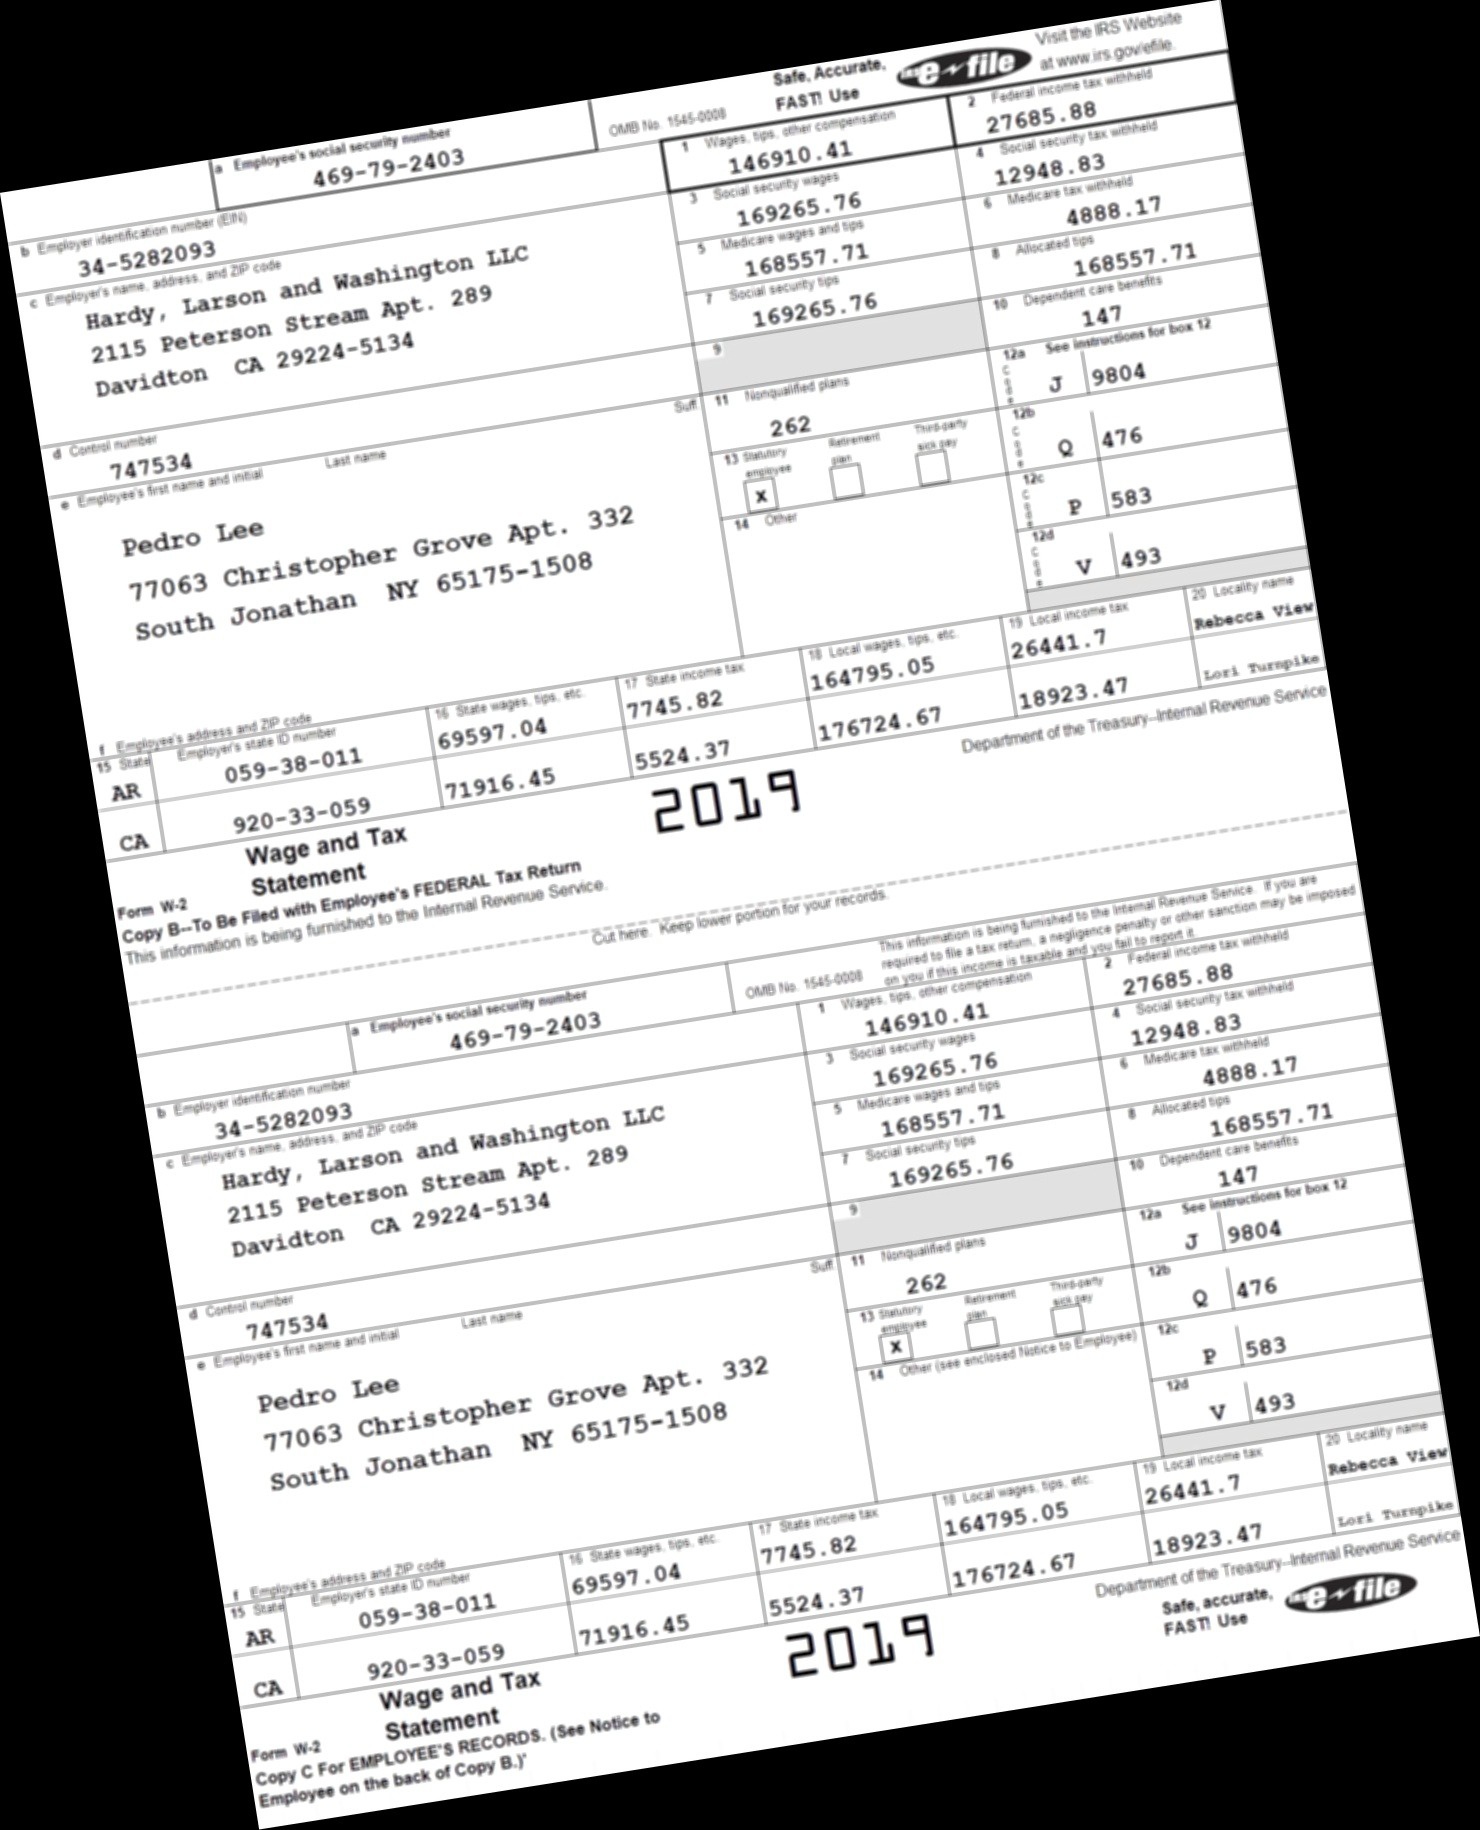 Safe, Accurate, FAST! Use IRS e~file Visit the IRS Website at www.irs.gov/efile.
a Employee's social security number
469-79-2403
OMB No. 1545-0008
1 Wages, tips, other compensation
146910.41
2 Federal income tax withheld
27685.88
3 Social security wages
169265.76
4 Social security tax withheld
12948.83
b Employer identification number (EIN)
34-5282093
5 Medicare wages and tips
168557.71
6 Medicare tax withheld
4888.17
c Employer's name, address, and ZIP code
Hardy, Larson and Washington LLC
2115 Peterson Stream Apt. 289
Davidton CA 29224-5134
7 Social security tips
169265.76
8 Allocated tips
168557.71
9
10 Dependent care benefits
147
d Control number
747534
11 Nonqualified plans
262
12a See instructions for box 12
Code J 9804
e Employee's first name and initial Last name Suff.
Pedro Lee
77063 Christopher Grove Apt. 332
South Jonathan NY 65175-1508
13 Statutory employee Retirement plan Third-party sick pay
x
12b
Code Q 476
14 Other
12c
Code P 583
12d
Code V 493
f Employee's address and ZIP code
15 State Employer's state ID number
16 State wages, tips, etc.
17 State income tax
18 Local wages, tips, etc.
19 Local income tax
20 Locality name
AR 059-38-011 69597.04 7745.82 164795.05 26441.7 Rebecca View
CA 920-33-059 71916.45 5524.37 176724.67 18923.47 Lori Turnpike
Form W-2 Wage and Tax Statement
2019
Department of the Treasury--Internal Revenue Service
Copy B--To Be Filed with Employee's FEDERAL Tax Return
This information is being furnished to the Internal Revenue Service.
Cut here. Keep lower portion for your records.
This information is being furnished to the Internal Revenue Service. If you are
required to file a tax return, a negligence penalty or other sanction may be imposed
on you if this income is taxable and you fail to report it.
a Employee's social security number
469-79-2403
OMB No. 1545-0008
1 Wages, tips, other compensation
146910.41
2 Federal income tax withheld
27685.88
3 Social security wages
169265.76
4 Social security tax withheld
12948.83
b Employer identification number
34-5282093
5 Medicare wages and tips
168557.71
6 Medicare tax withheld
4888.17
c Employer's name, address, and ZIP code
Hardy, Larson and Washington LLC
2115 Peterson Stream Apt. 289
Davidton CA 29224-5134
7 Social security tips
169265.76
8 Allocated tips
168557.71
9
10 Dependent care benefits
147
d Control number
747534
11 Nonqualified plans
262
12a See instructions for box 12
J 9804
e Employee's first name and initial Last name Suff.
Pedro Lee
77063 Christopher Grove Apt. 332
South Jonathan NY 65175-1508
13 Statutory employee Retirement plan Third-party sick pay
x
12b
Q 476
14 Other (see enclosed Notice to Employee)
12c
P 583
12d
V 493
f Employee's address and ZIP code
15 State Employer's state ID number
16 State wages, tips, etc.
17 State income tax
18 Local wages, tips, etc.
19 Local income tax
20 Locality name
AR 059-38-011 69597.04 7745.82 164795.05 26441.7 Rebecca View
CA 920-33-059 71916.45 5524.37 176724.67 18923.47 Lori Turnpike
Form W-2 Wage and Tax Statement
2019
Department of the Treasury--Internal Revenue Service
Safe, accurate, FAST! Use IRS e~file
Copy C For EMPLOYEE'S RECORDS. (See Notice to
Employee on the back of Copy B.)'